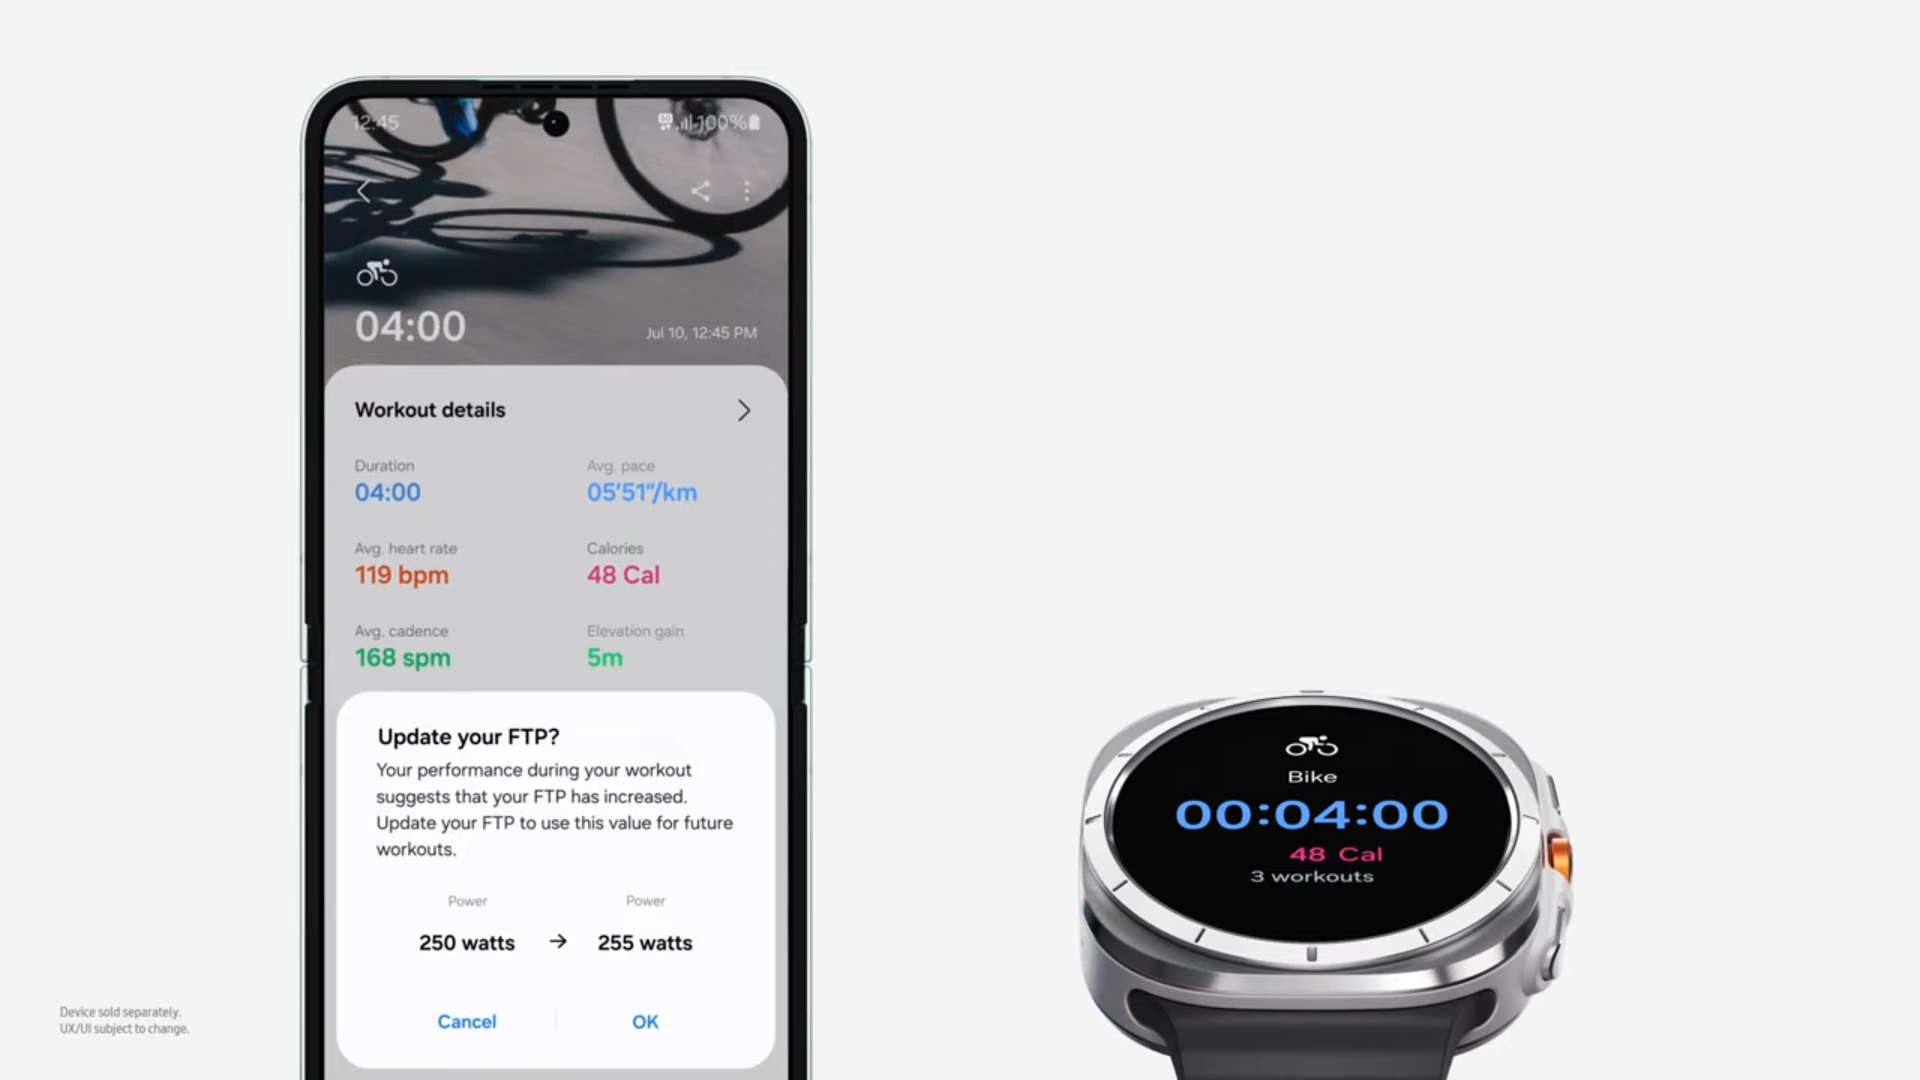 12:45
5G
100%
04:00
Jul 10, 12:45 PM
Workout details
Duration
Avg. pace
04:00
05'51"/km
Avg. heart rate
Calories
119 bpm
48 Cal
Avg. cadence
Elevation gain
168 spm
5m
Update your FTP?
Your performance during your workout
suggests that your FTP has increased.
Update your FTP to use this value for future
workouts.
Power
Power
250 watts → 255 watts
Cancel
OK
Bike
00:04:00
48 Cal
3 workouts
Device sold separately.
UX/UI subject to change.